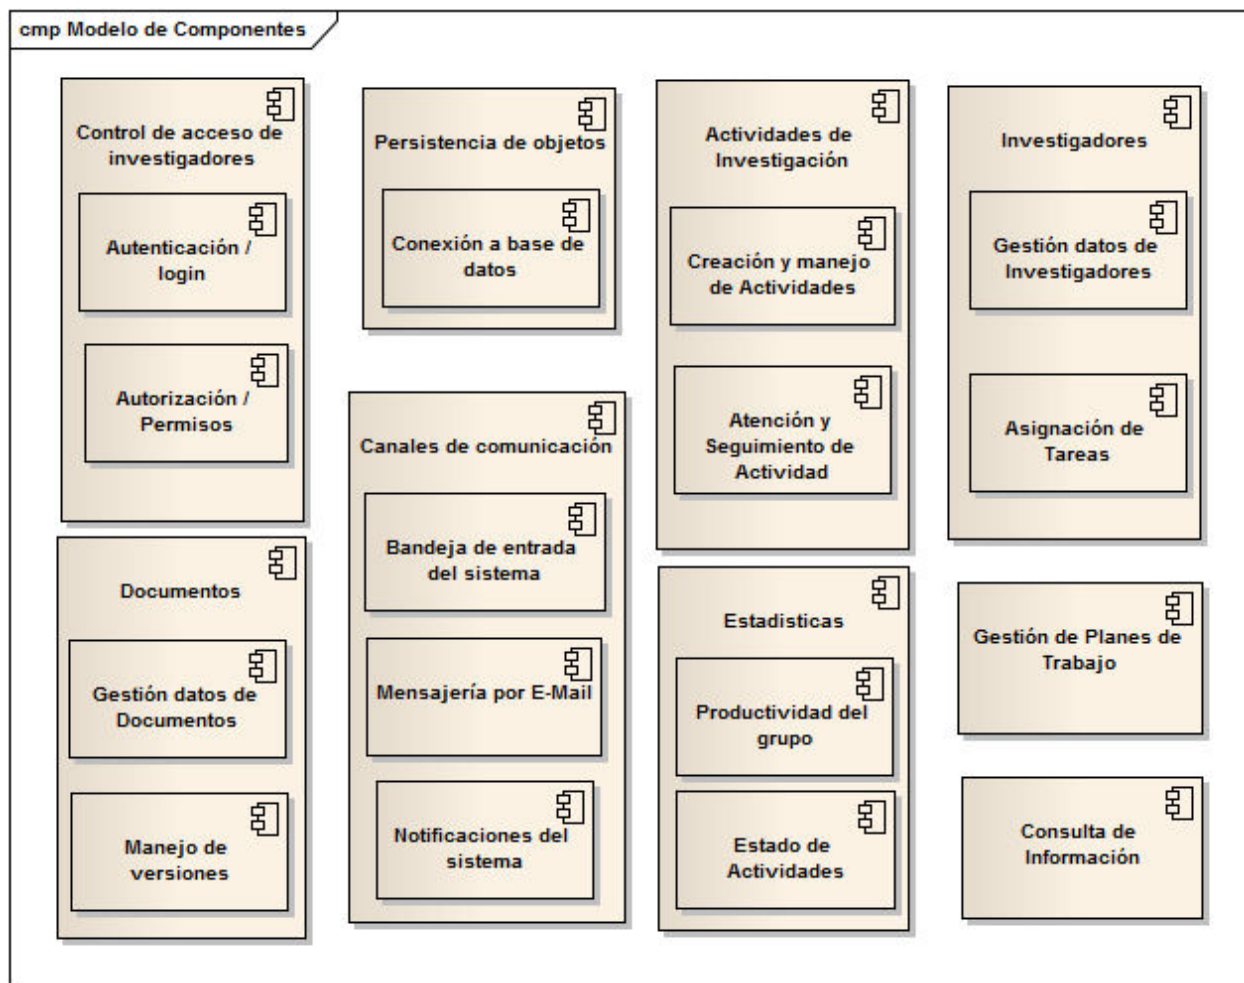 cmp Modelo de Componentes
Control de acceso de
investigadores
Autenticación /
login
Autorización /
Permisos
Persistencia de objetos
Conexión a base de
datos
Actividades de
Investigación
Creación y manejo
de Actividades
Atención y
Seguimiento de
Actividad
Investigadores
Gestión datos de
Investigadores
Asignación de
Tareas
Documentos
Gestión datos de
Documentos
Manejo de
versiones
Canales de comunicación
Bandeja de entrada
del sistema
Mensajería por E-Mail
Notificaciones del
sistema
Estadisticas
Productividad del
grupo
Estado de
Actividades
Gestión de Planes de
Trabajo
Consulta de
Información